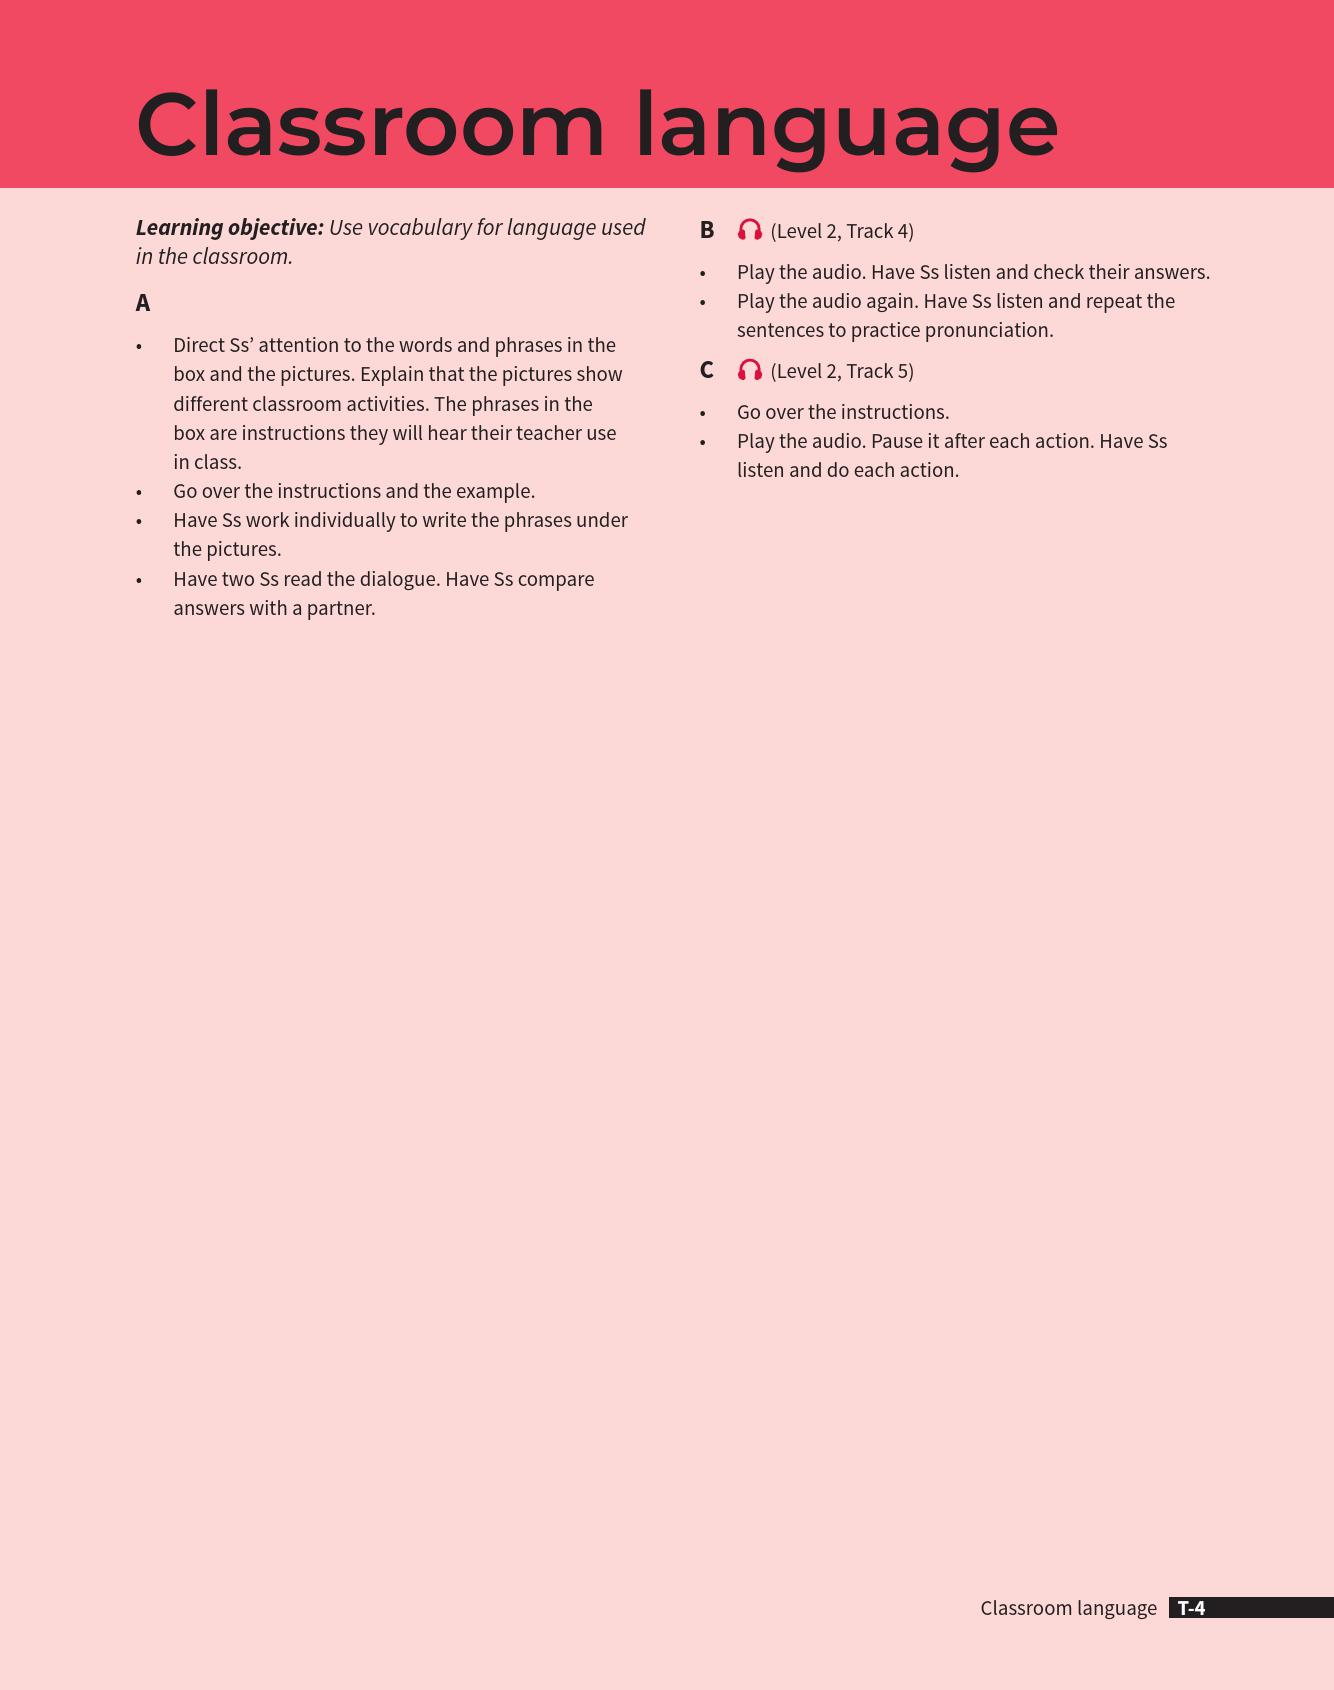 Classroom language
Learning objective: Use vocabulary for language used
in the classroom.
A
• Direct Ss’ attention to the words and phrases in the
box and the pictures. Explain that the pictures show
different classroom activities. The phrases in the
box are instructions they will hear their teacher use
in class.
• Go over the instructions and the example.
• Have Ss work individually to write the phrases under
the pictures.
• Have two Ss read the dialogue. Have Ss compare
answers with a partner.
B (Level 2, Track 4)
• Play the audio. Have Ss listen and check their answers.
• Play the audio again. Have Ss listen and repeat the
sentences to practice pronunciation.
C (Level 2, Track 5)
• Go over the instructions.
• Play the audio. Pause it after each action. Have Ss
listen and do each action.
Classroom language T-4